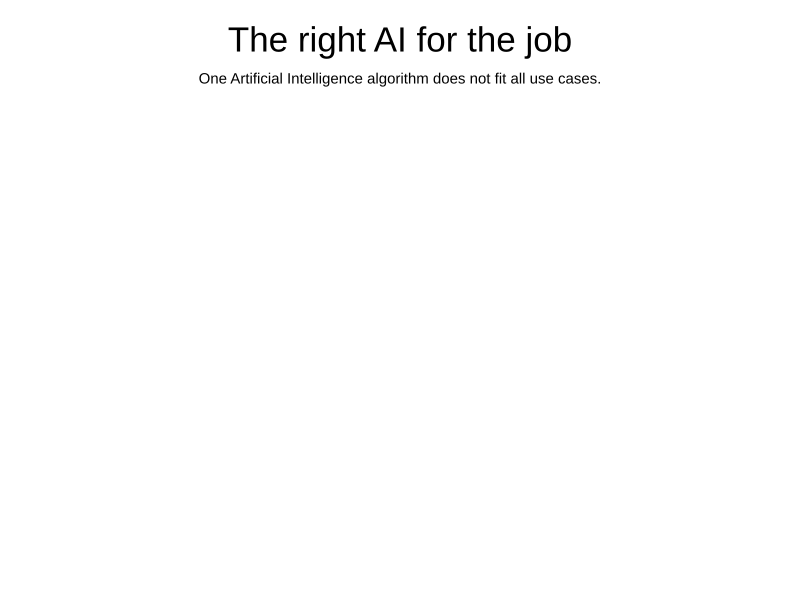 The right AI for the job
One Artificial Intelligence algorithm does not fit all use cases.